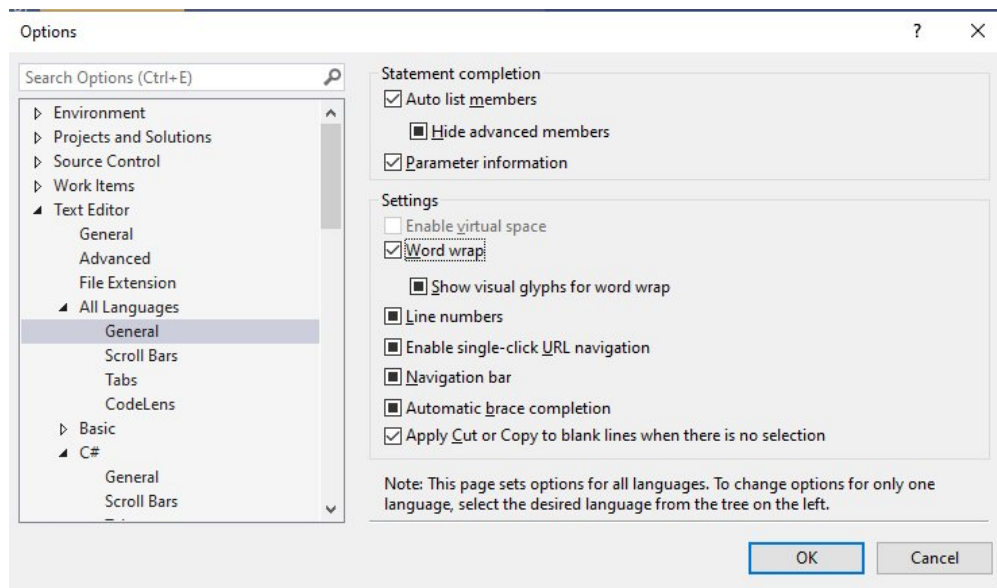 Options
?
Search Options (Ctrl+E)
Environment
Projects and Solutions
Source Control
Work Items
Text Editor
General
Advanced
File Extension
All Languages
General
Scroll Bars
Tabs
CodeLens
Basic
C#
General
Scroll Bars
Statement completion
Auto list members
Hide advanced members
Parameter information
Settings
Enable virtual space
Word wrap
Show visual glyphs for word wrap
Line numbers
Enable single-click URL navigation
Navigation bar
Automatic brace completion
Apply Cut or Copy to blank lines when there is no selection
Note: This page sets options for all languages. To change options for only one
language, select the desired language from the tree on the left.
OK
Cancel